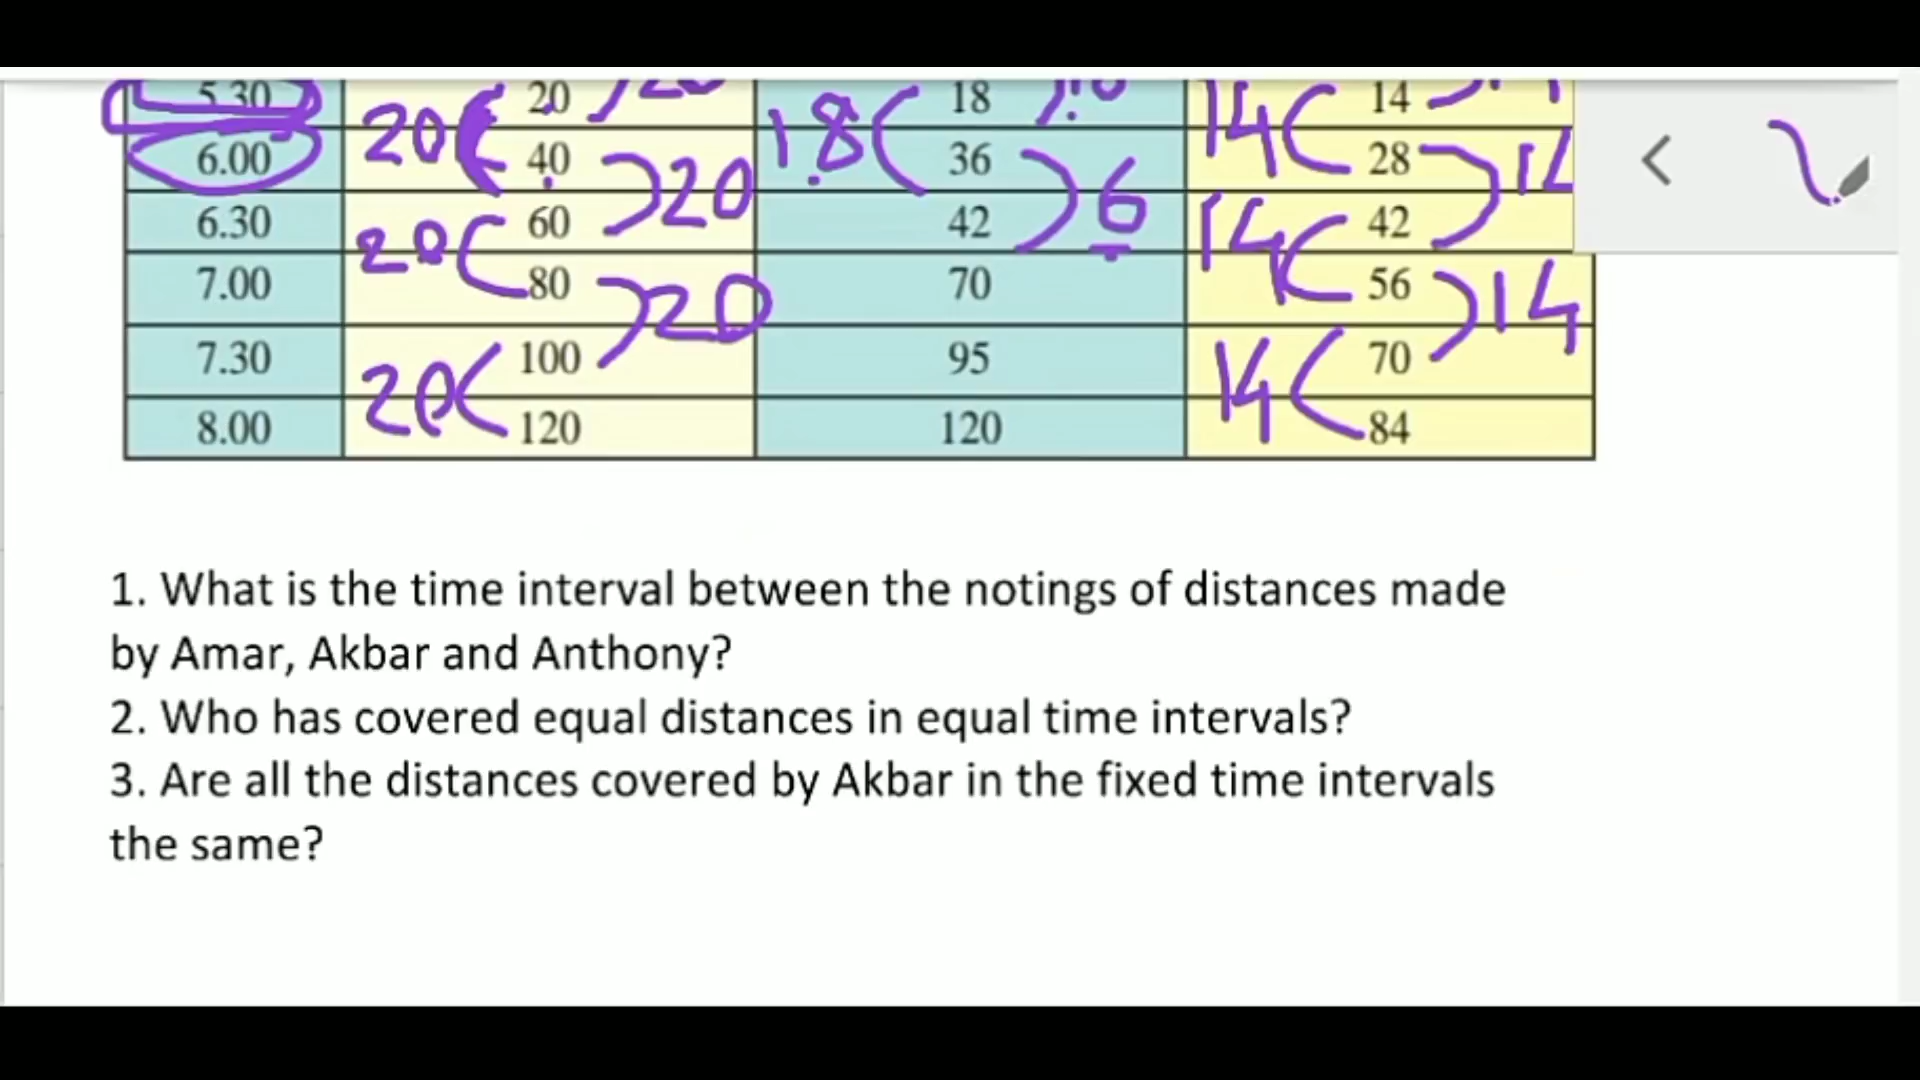 5.30 20 20 18 14
6.00 20 40 20 18 36 6 14 28
6.30 60 42 14 42
7.00 20 80 20 70 56 14
7.30 100 95 70
8.00 20 120 120 14 84
1. What is the time interval between the notings of distances made
by Amar, Akbar and Anthony?
2. Who has covered equal distances in equal time intervals?
3. Are all the distances covered by Akbar in the fixed time intervals
the same?